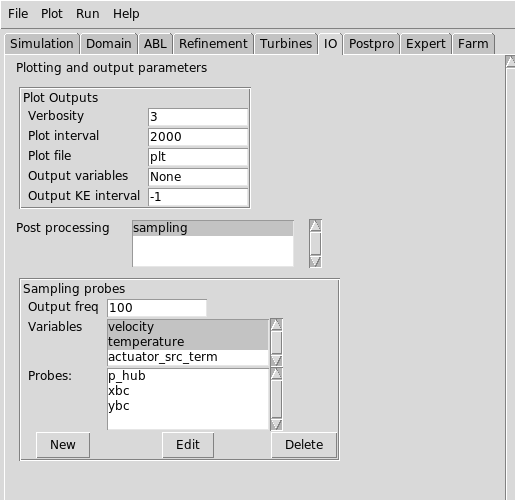 File Plot Run Help
Simulation Domain ABL Refinement Turbines IO Postpro Expert Farm
Plotting and output parameters
Plot Outputs
Verbosity 3
Plot interval 2000
Plot file plt
Output variables None
Output KE interval -1
Post processing sampling
Sampling probes
Output freq 100
Variables velocity
temperature
actuator_src_term
Probes: p_hub
xbc
ybc
New Edit Delete